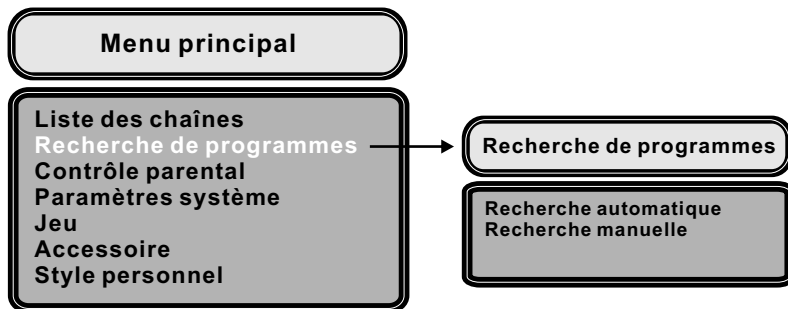 Menu principal
Liste des chaînes
Recherche de programmes
Contrôle parental
Paramètres système
Jeu
Accessoire
Style personnel
Recherche de programmes
Recherche automatique
Recherche manuelle